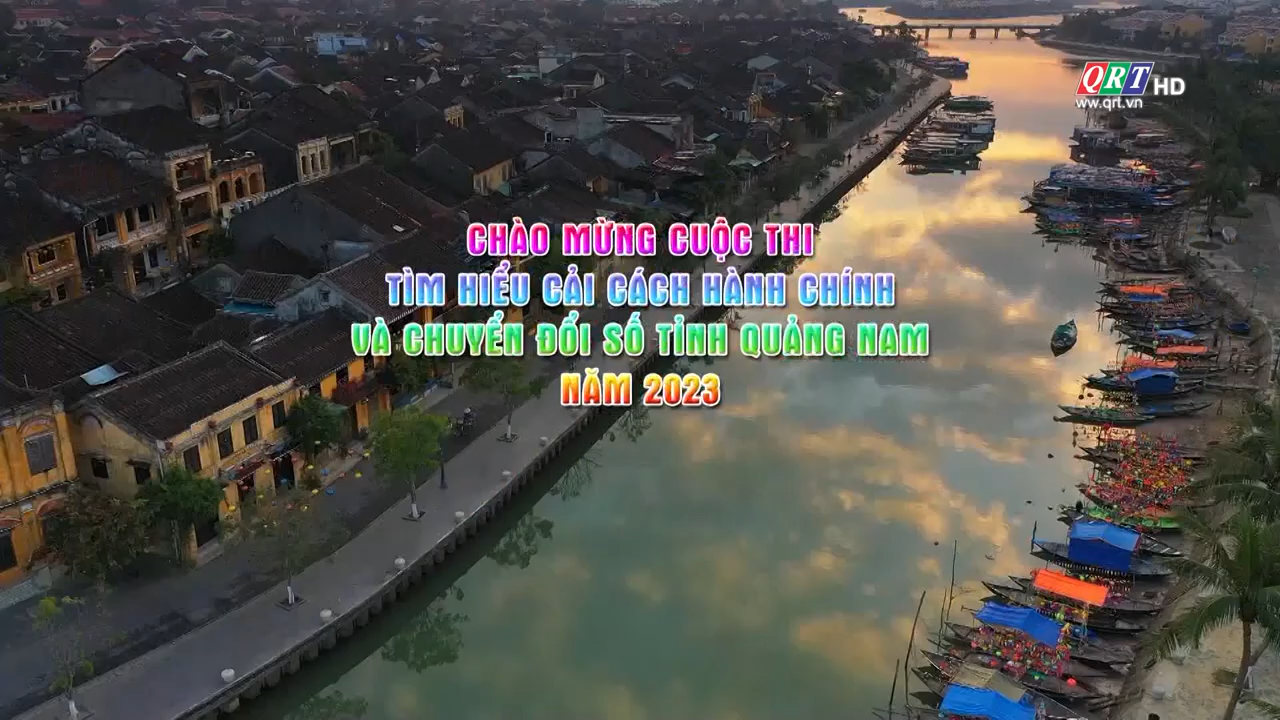 QRT HD
www.qrt.vn
CHÀO MỪNG CUỘC THI
TÌM HIỂU CẢI CÁCH HÀNH CHÍNH
VÀ CHUYỂN ĐỔI SỐ TỈNH QUẢNG NAM
NĂM 2023